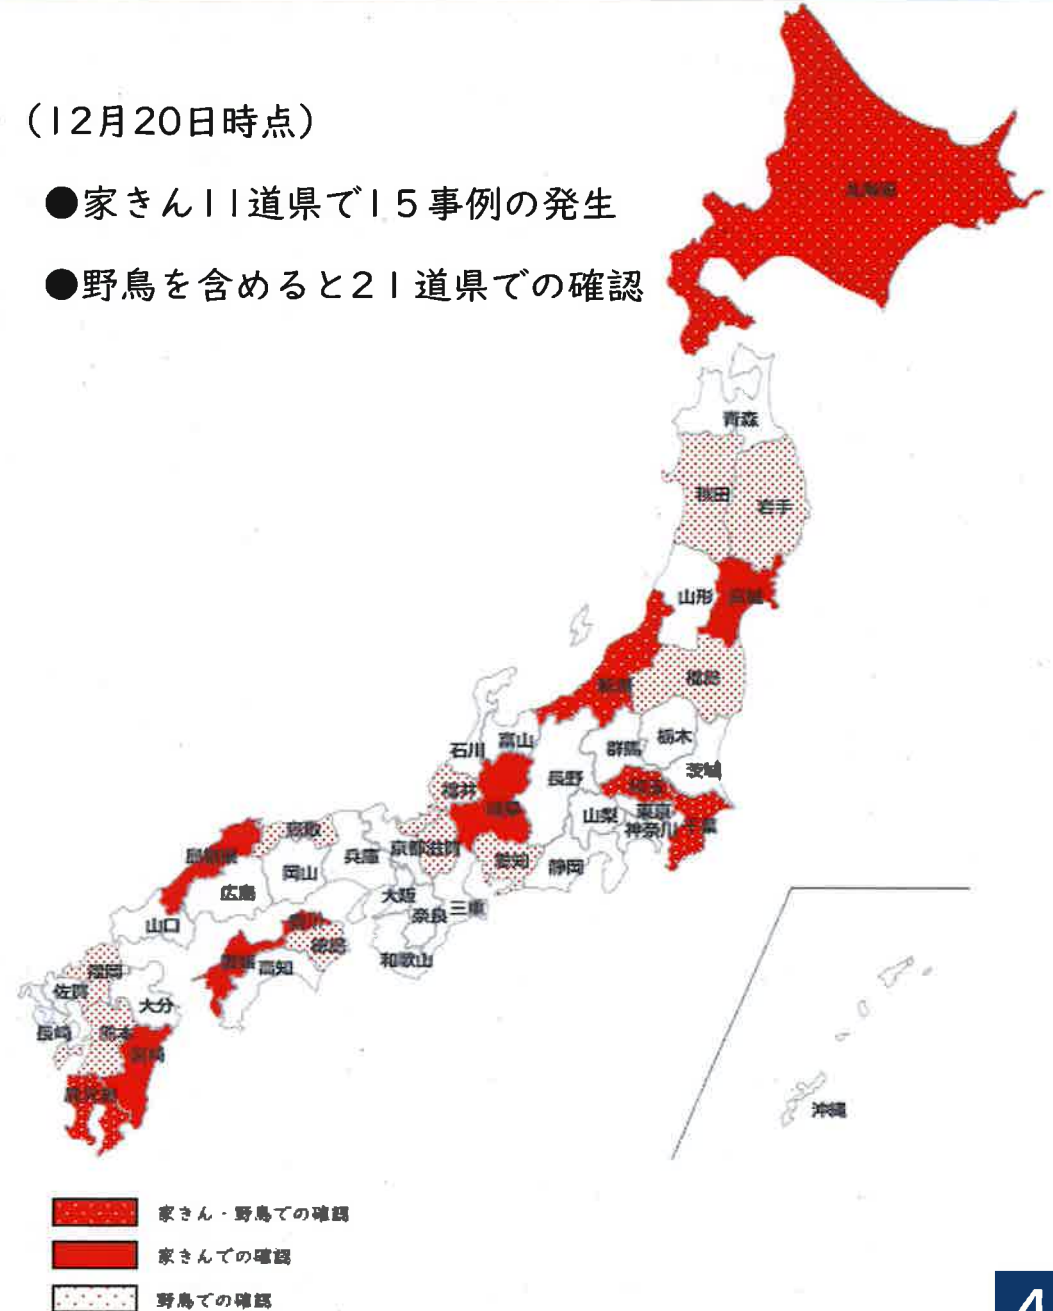 (12月20日時点)
●家きん11道県で15事例の発生
●野鳥を含めると21道県での確認
北海道
青森
秋田
岩手
山形
宮城
新潟
福島
石川
富山
群馬
栃木
茨城
福井
岐阜
長野
埼玉
山梨
東京
神奈川
千葉
島根
鳥取
兵庫
京都
滋賀
愛知
静岡
岡山
広島
大阪
奈良
三重
山口
香川
徳島
愛媛
高知
和歌山
福岡
佐賀
大分
長崎
熊本
宮崎
鹿児島
沖縄
家きん・野鳥での確認
家きんでの確認
野鳥での確認
4